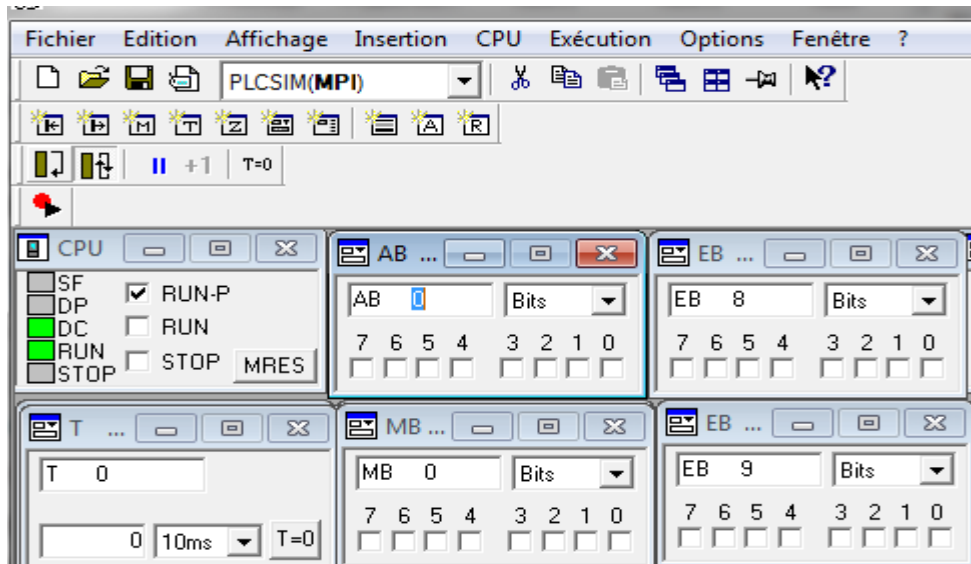 Fichier Edition Affichage Insertion CPU Exécution Options Fenêtre ?
PLCSIM(MPI)
M T Z A R
+1 T=0
CPU
SF
DP
DC
RUN
STOP
RUN-P
RUN
STOP MRES
AB ...
AB 0 Bits
7 6 5 4 3 2 1 0
EB ...
EB 8 Bits
7 6 5 4 3 2 1 0
T ...
T 0
0 10ms T=0
MB ...
MB 0 Bits
7 6 5 4 3 2 1 0
EB ...
EB 9 Bits
7 6 5 4 3 2 1 0